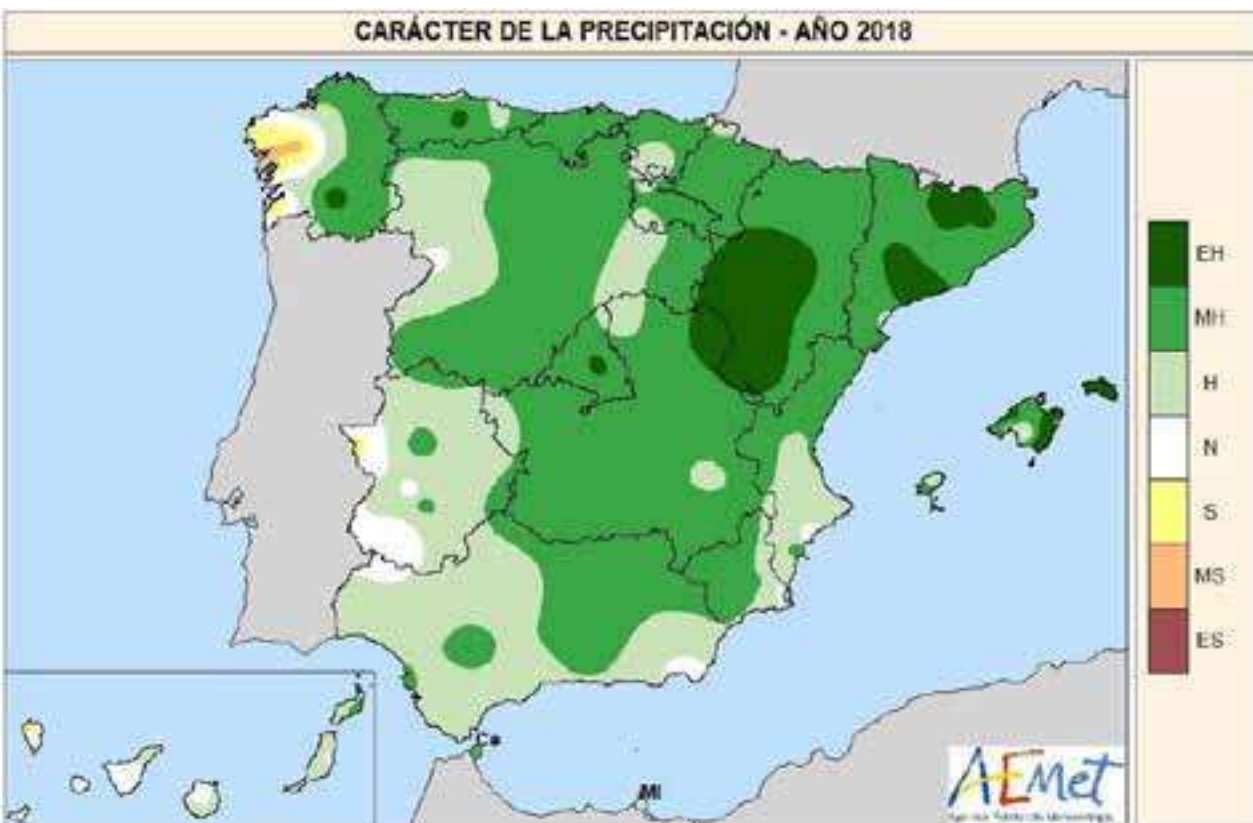 CARÁCTER DE LA PRECIPITACIÓN - AÑO 2018
EH
MH
H
N
S
MS
ES
Ce
Ml
AEMet